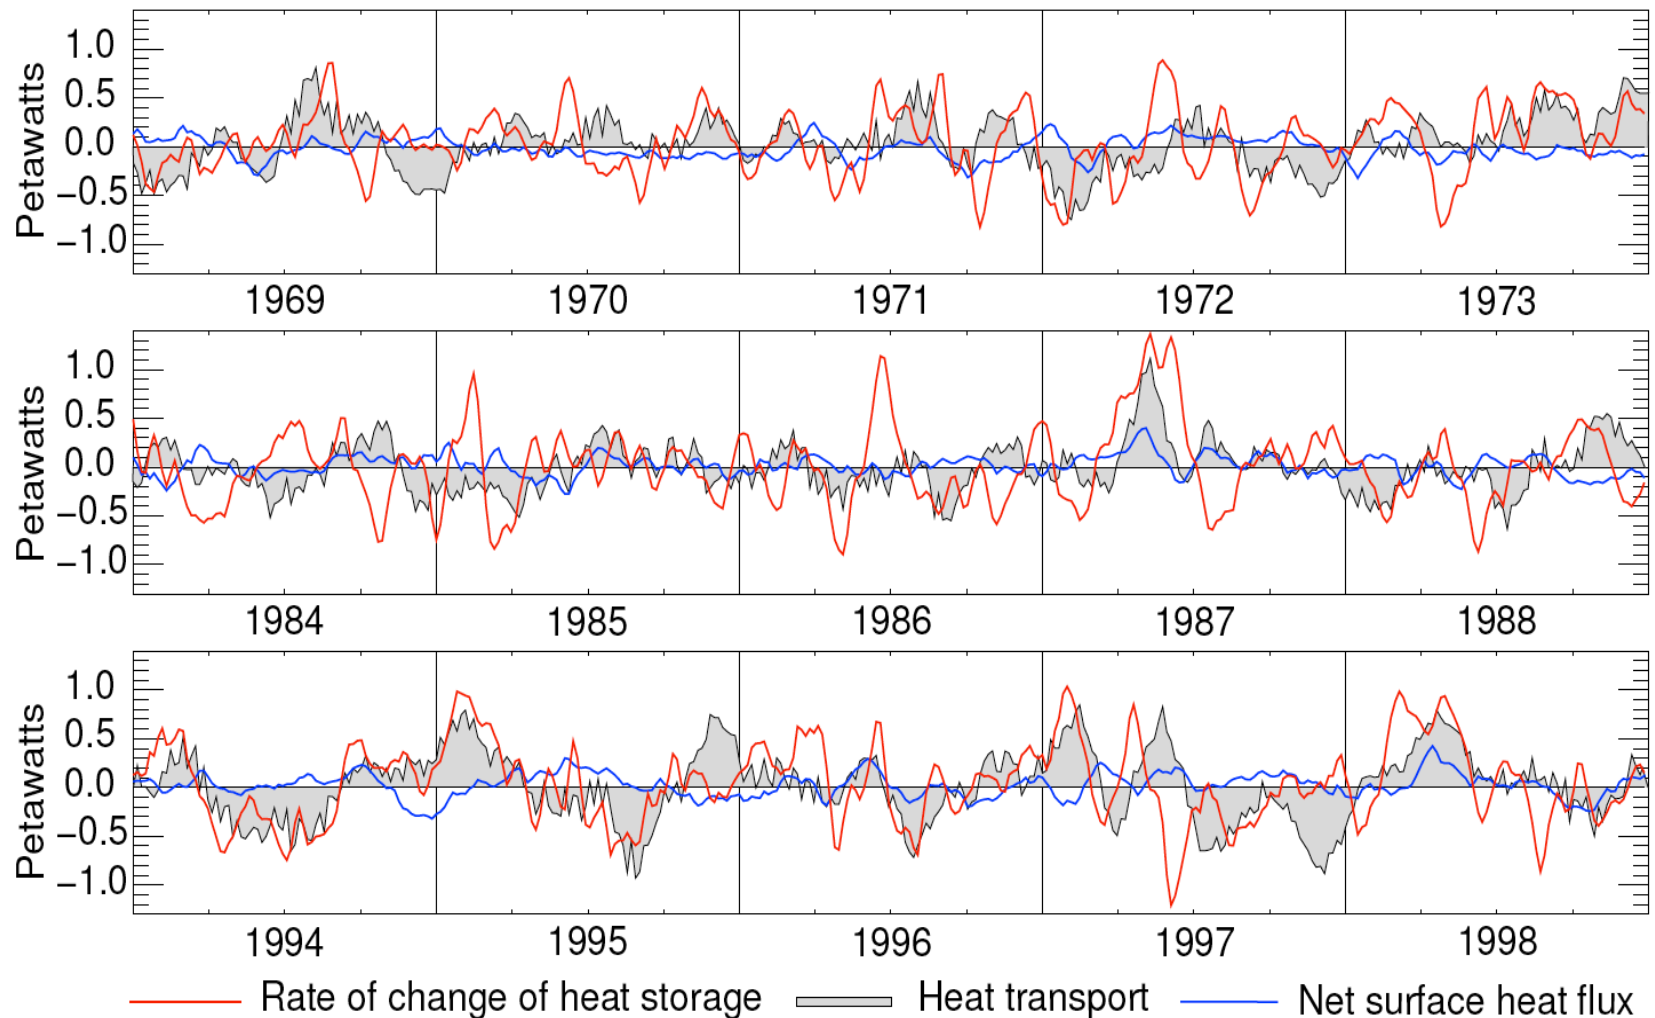 Petawatts
1.0
0.5
0.0
−0.5
−1.0
1969 1970 1971 1972 1973
Petawatts
1.0
0.5
0.0
−0.5
−1.0
1984 1985 1986 1987 1988
Petawatts
1.0
0.5
0.0
−0.5
−1.0
1994 1995 1996 1997 1998
Rate of change of heat storage Heat transport Net surface heat flux